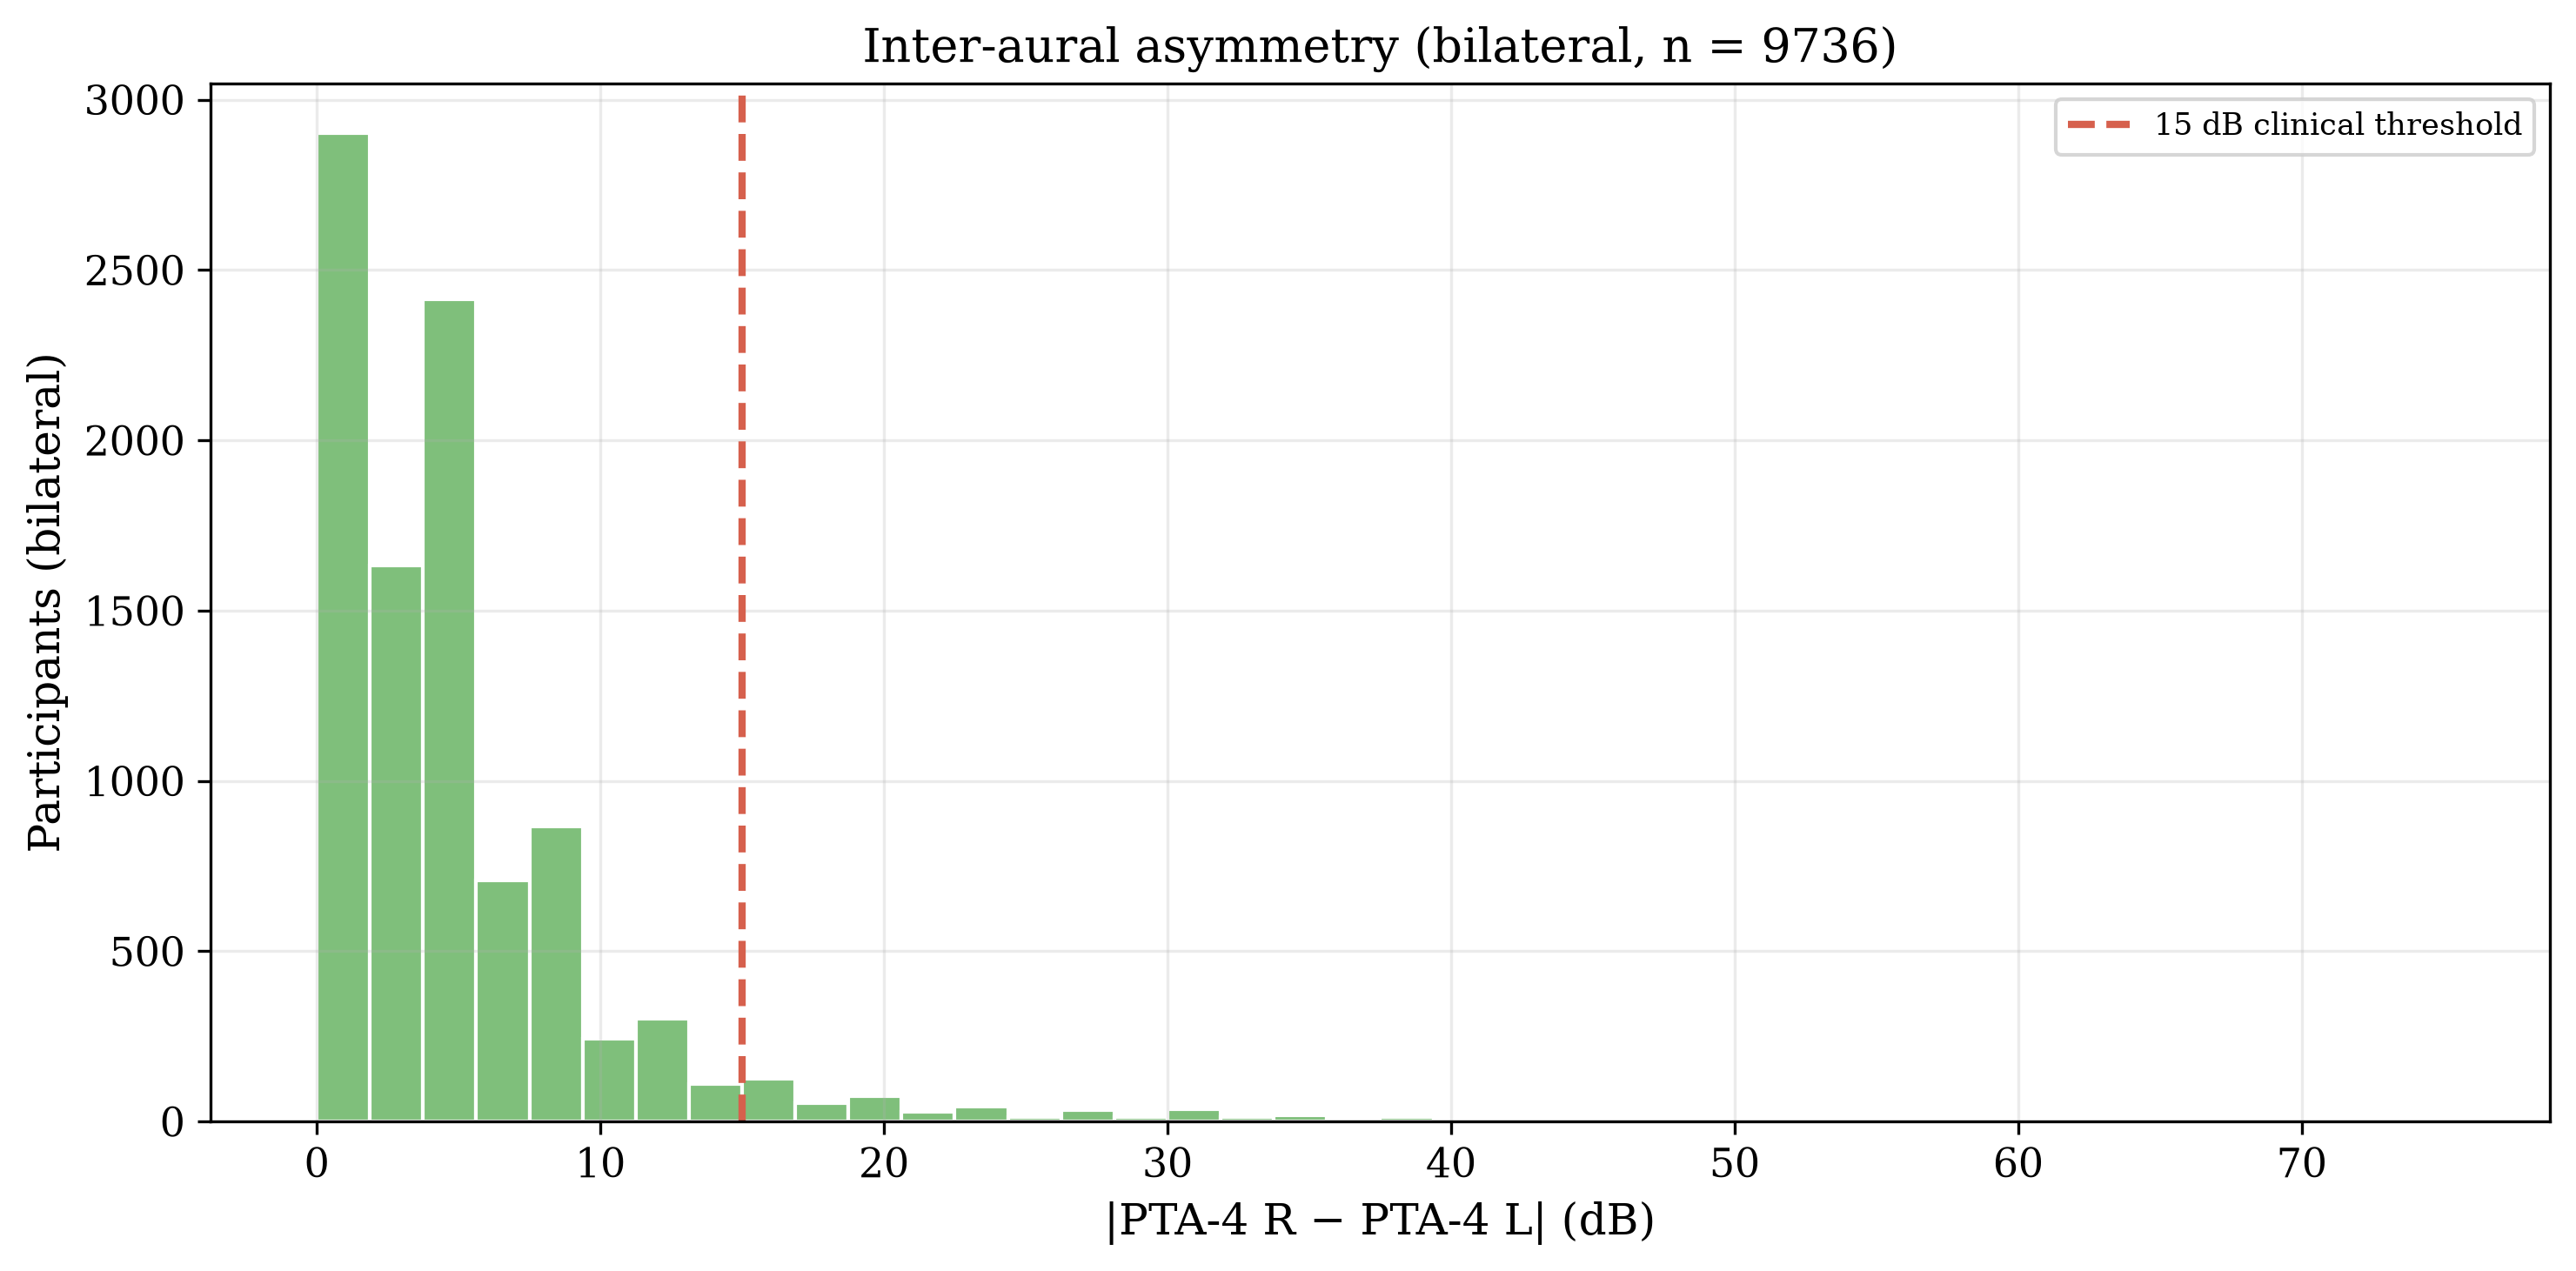 Inter-aural asymmetry (bilateral, n = 9736)
15 dB clinical threshold
Participants (bilateral)
3000
2500
2000
1500
1000
500
0
0 10 20 30 40 50 60 70
|PTA-4 R − PTA-4 L| (dB)